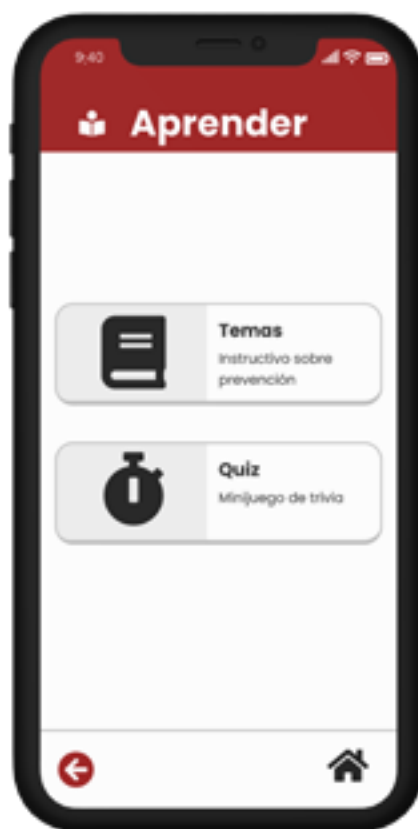 9:40
Aprender
Temas
Instructivo sobre
prevención
Quiz
Minijuego de trivia